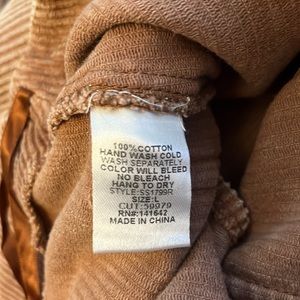 100% COTTON
HAND WASH COLD
WASH SEPARATELY
COLOR WILL BLEED
NO BLEACH
HANG TO DRY
STYLE: SS1799R
SIZE: L
CUT: 59979
RN#: 141642
MADE IN CHINA